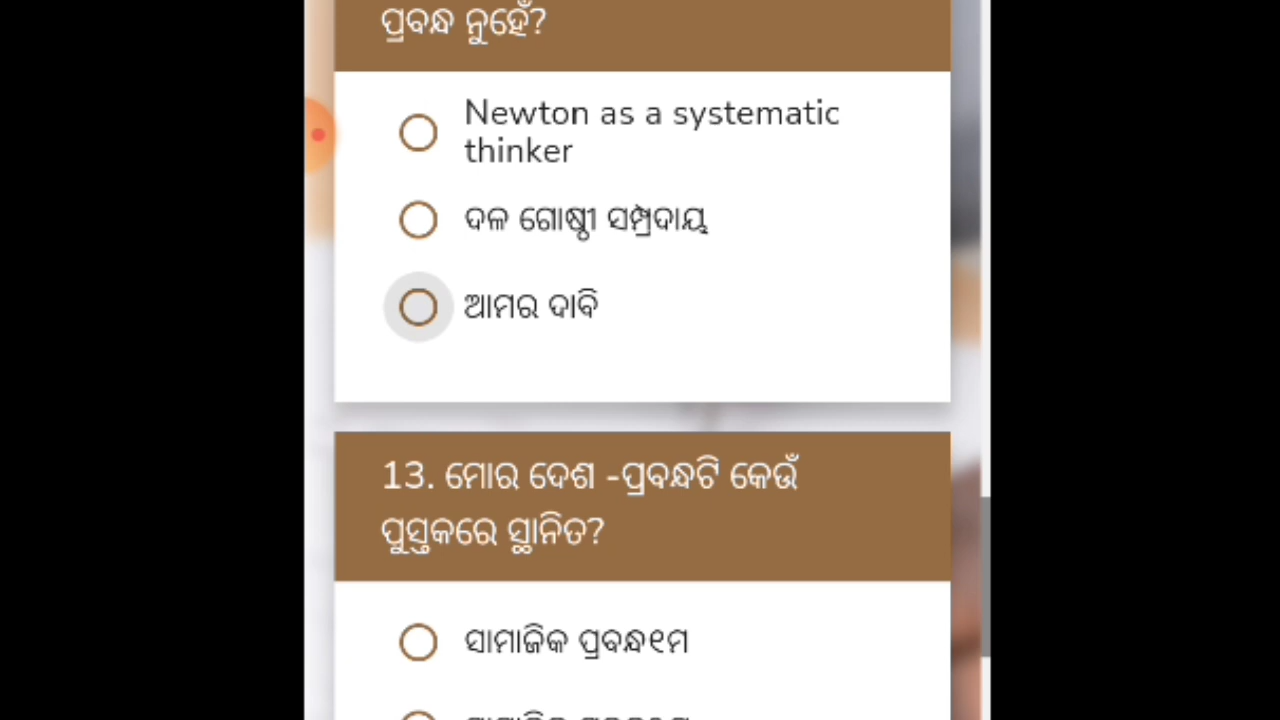 ପ୍ରବନ୍ଧ ନୁହେଁ?
Newton as a systematic
thinker
ଦଳ ଗୋଷ୍ଠୀ ସମ୍ପ୍ରଦାୟ
ଆମର ଦାବି
13. ମୋର ଦେଶ -ପ୍ରବନ୍ଧଟି କେଉଁ
ପୁସ୍ତକରେ ସ୍ଥାନିତ?
ସାମାଜିକ ପ୍ରବନ୍ଧ୧ମ